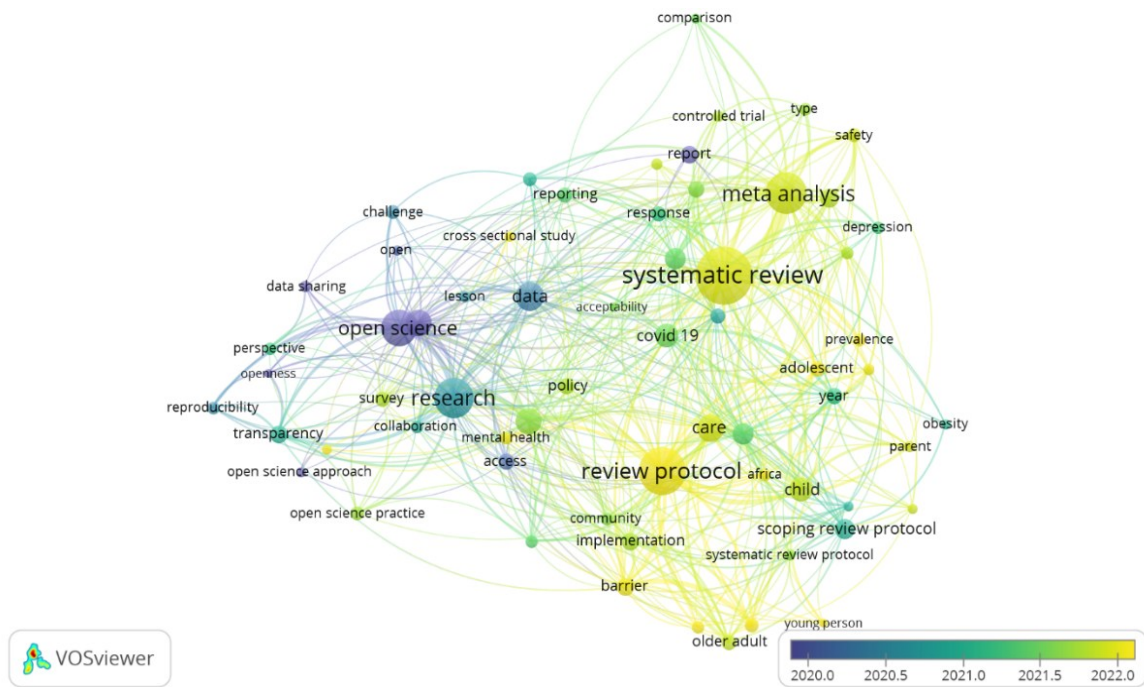 comparison
controlled trial
type
safety
report
meta analysis
reporting
response
challenge
depression
cross sectional study
open
systematic review
data sharing
lesson
data
acceptability
open science
covid 19
prevalence
perspective
adolescent
openness
policy
survey
research
year
reproducibility
obesity
collaboration
care
transparency
mental health
parent
access
open science approach
review protocol
africa
child
open science practice
community
scoping review protocol
implementation
systematic review protocol
barrier
young person
older adult
VOSviewer
2020.0 2020.5 2021.0 2021.5 2022.0